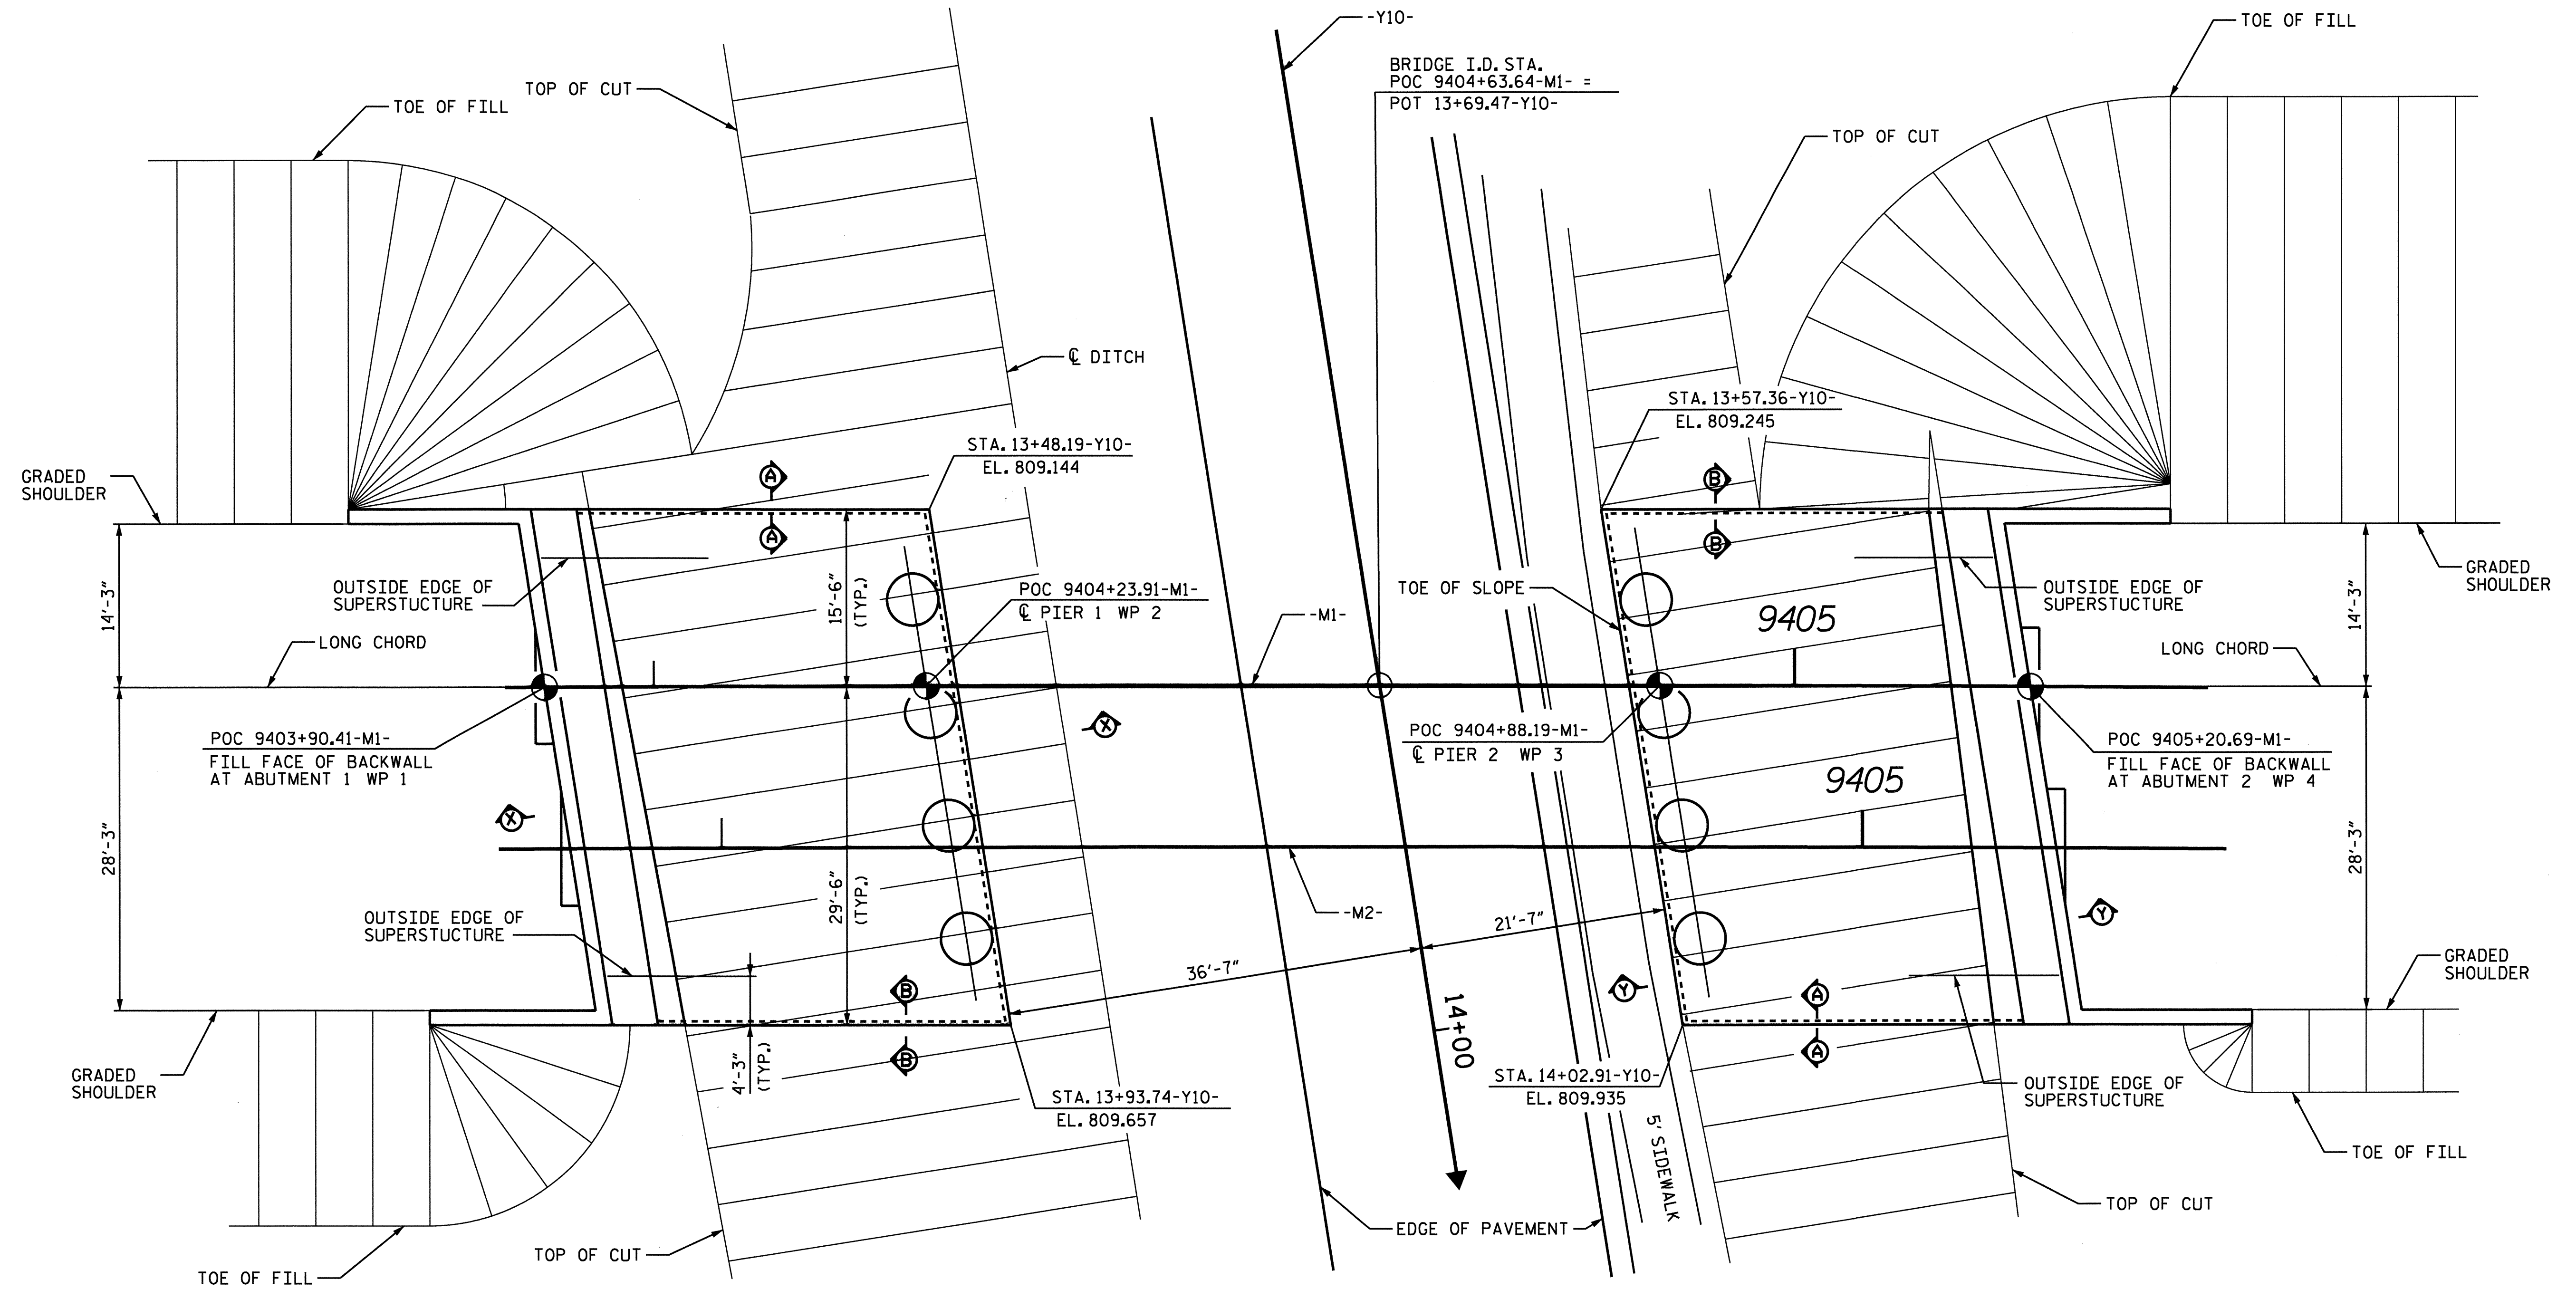 -Y10-
TOE OF FILL
BRIDGE I.D. STA.
POC 9404+63.64-M1- =
POT 13+69.47-Y10-
TOP OF CUT
TOE OF FILL
TOP OF CUT
℄ DITCH
STA. 13+57.36-Y10-
EL. 809.245
STA. 13+48.19-Y10-
EL. 809.144
GRADED
SHOULDER
A
B
A
B
GRADED
SHOULDER
OUTSIDE EDGE OF
SUPERSTUCTURE
14'-3"
15'-6"
(TYP.)
POC 9404+23.91-M1-
℄ PIER 1 WP 2
TOE OF SLOPE
OUTSIDE EDGE OF
SUPERSTUCTURE
14'-3"
9405
-M1-
LONG CHORD
LONG CHORD
POC 9403+90.41-M1-
FILL FACE OF BACKWALL
AT ABUTMENT 1 WP 1
X
POC 9404+88.19-M1-
℄ PIER 2 WP 3
POC 9405+20.69-M1-
FILL FACE OF BACKWALL
AT ABUTMENT 2 WP 4
9405
X
28'-3"
29'-6"
(TYP.)
28'-3"
-M2-
OUTSIDE EDGE OF
SUPERSTUCTURE
21'-7"
Y
36'-7"
GRADED
SHOULDER
B
Y
A
14+00
GRADED
SHOULDER
4'-3"
(TYP.)
B
A
STA. 14+02.91-Y10-
EL. 809.935
OUTSIDE EDGE OF
SUPERSTUCTURE
STA. 13+93.74-Y10-
EL. 809.657
5' SIDEWALK
TOE OF FILL
TOP OF CUT
EDGE OF PAVEMENT
TOP OF CUT
TOE OF FILL